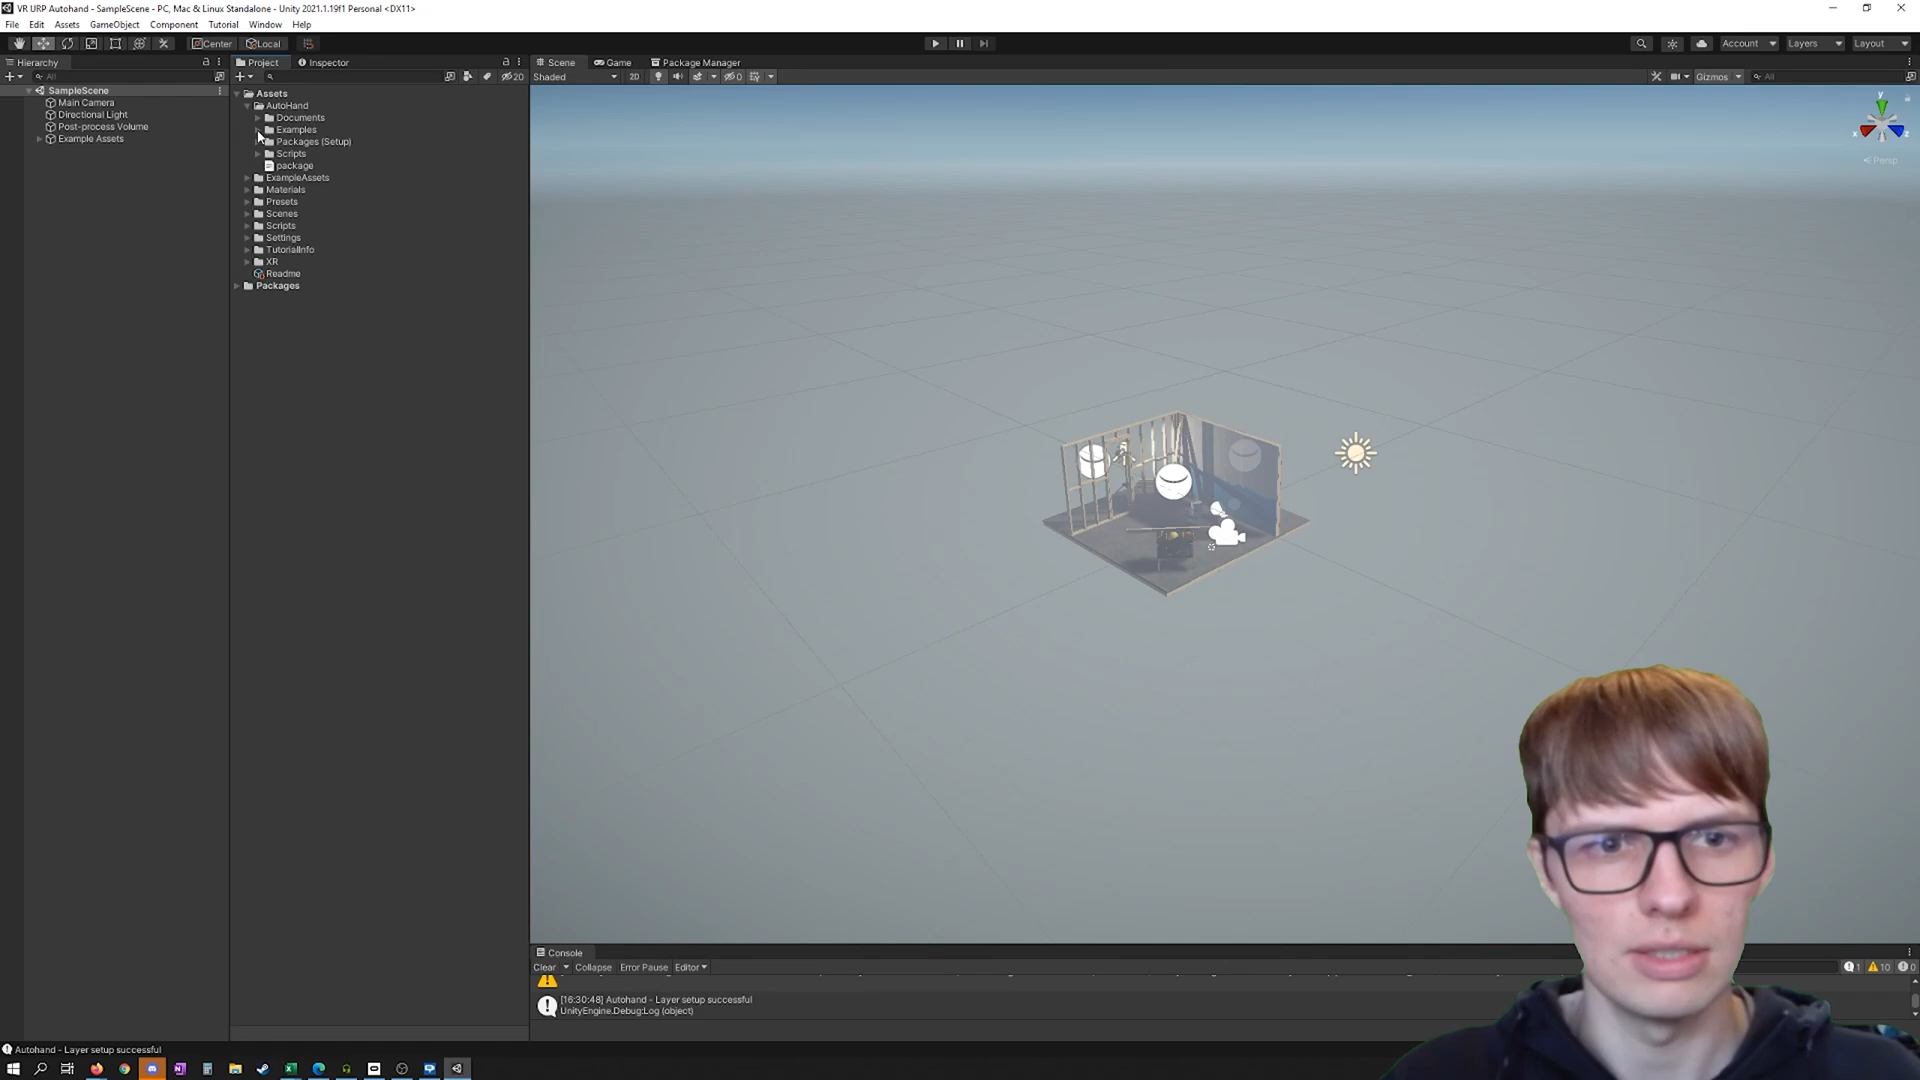 VR URP Autohand - SampleScene - PC, Mac & Linux Standalone - Unity 2021.1.19f1 Personal <DX11>
File Edit Assets GameObject Component Tutorial Window Help
Center Local Account Layers Layout
Hierarchy Project Inspector Scene Game Package Manager
All 20 Shaded 2D 0 Gizmos All
SampleScene
Main Camera
Directional Light
Post-process Volume
Example Assets
Assets
AutoHand
Documents
Examples
Packages (Setup)
Scripts
package
ExampleAssets
Materials
Presets
Scenes
Scripts
Settings
TutorialInfo
XR
Readme
Packages
y
x z
Persp
Console
Clear Collapse Error Pause Editor 1 10 0
[16:30:48] Autohand - Layer setup successful
UnityEngine.Debug:Log (object)
Autohand - Layer setup successful